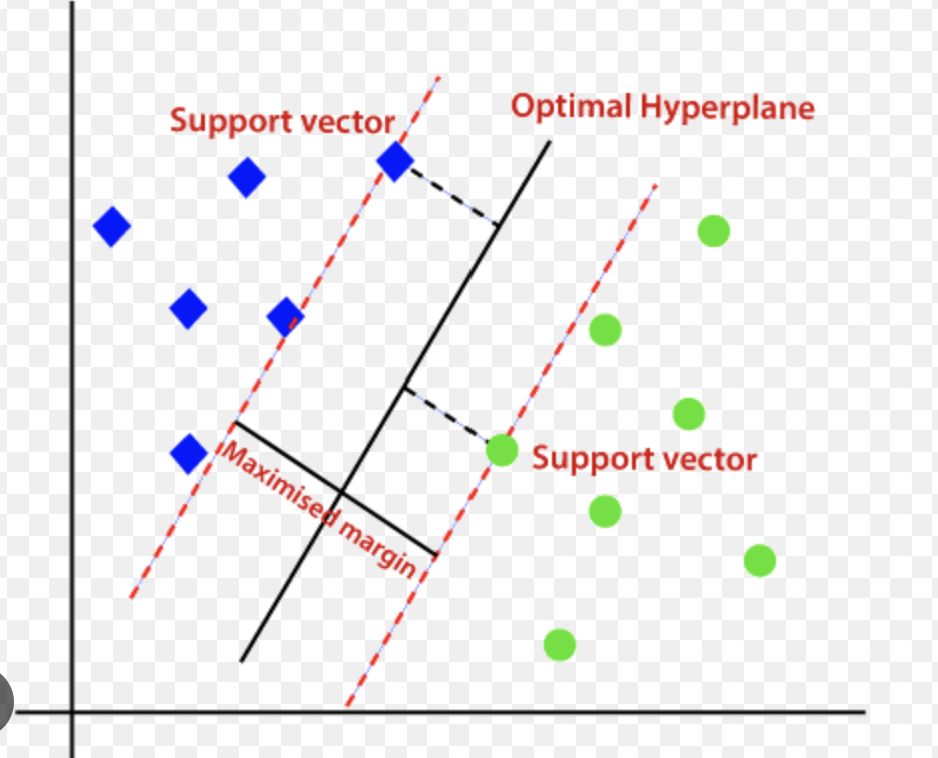 Support vector
Optimal Hyperplane
Support vector
Maximised margin